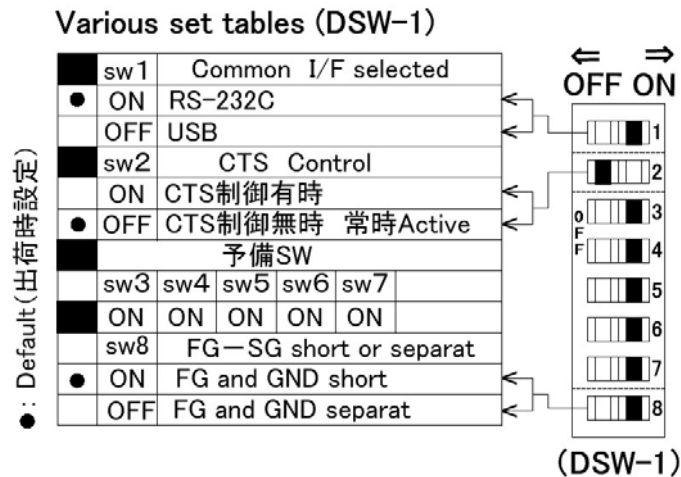 Various set tables (DSW-1)
sw1 Common I/F selected
● ON RS-232C
OFF USB
sw2 CTS Control
ON CTS制御有時
● OFF CTS制御無時 常時Active
予備SW
sw3 sw4 sw5 sw6 sw7
ON ON ON ON ON
sw8 FG-SG short or separat
● ON FG and GND short
OFF FG and GND separat
●: Default(出荷時設定)
⇐ ⇒
OFF ON
1
2
3
OFF
4
5
6
7
8
(DSW-1)